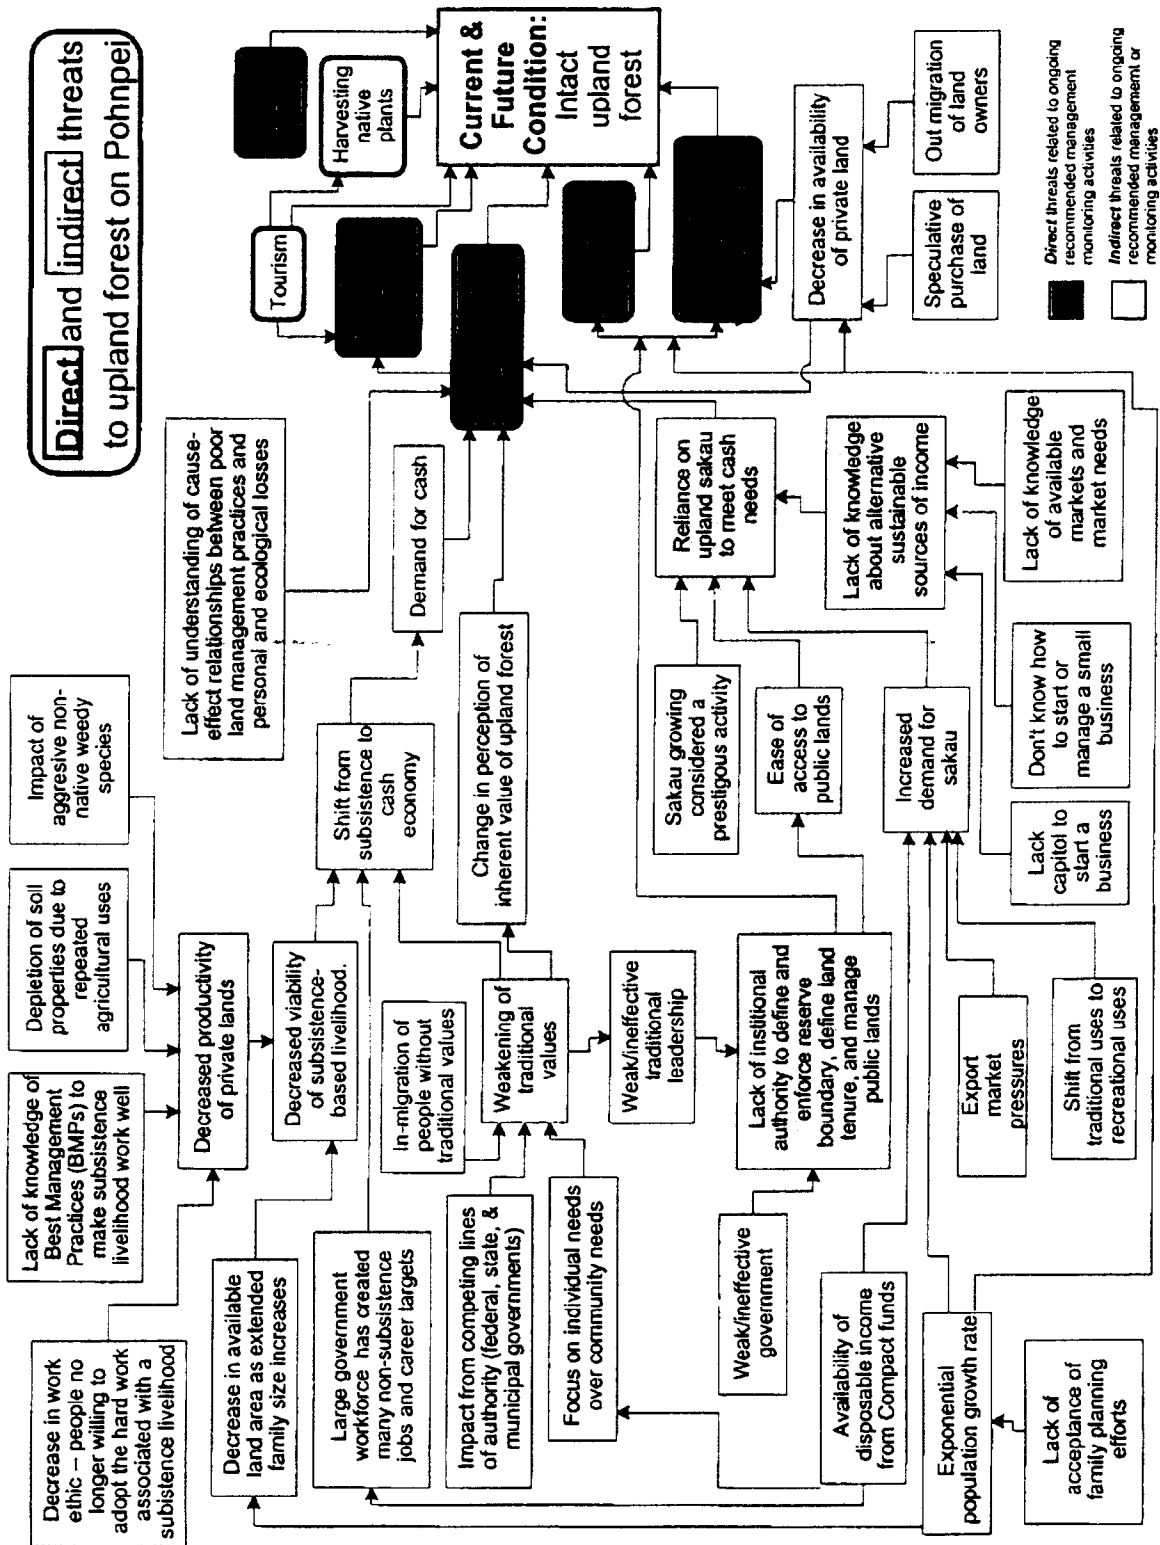 Direct and indirect threats
to upland forest on Pohnpei
Decrease in work
ethic – people no
longer willing to
adopt the hard work
associated with a
subistence livelihood
Lack of knowledge of
Best Management
Practices (BMPs) to
make subsistence
livelihood work well
Depletion of soil
properties due to
repeated
agricultural uses
Impact of
aggresive non-
native weedy
species
Decreased productivity
of private lands
Lack of understanding of cause-
effect relationships between poor
land management practices and
personal and ecological losses
Decrease in available
land area as extended
family size increases
Decreased viability
of subsistence-
based livelihood.
Shift from
subsistence to
cash
economy
Demand for cash
Tourism
Harvesting
native
plants
Large government
workforce has created
many non-subsistence
jobs and career targets
In-migration of
people without
traditional values
Current &
Future
Condition:
Intact
upland
forest
Impact from competing lines
of authority (federal, state, &
municipal governments)
Weakening of
traditional
values
Change in perception of
inherent value of upland forest
Focus on individual needs
over community needs
Weak/ineffective
traditional
leadership
Sakau growing
considered a
prestigous activity
Reliance on
upland sakau
to meet cash
needs
Weak/ineffective
government
Lack of institional
authority to define and
enforce reserve
boundary, define land
tenure, and manage
public lands
Ease of
access to
public lands
Decrease in availability
of private land
Availability of
disposable income
from Compact funds
Increased
demand for
sakau
Lack of knowledge
about alternative
sustainable
sources of income
Speculative
purchase of
land
Out migration
of land
owners
Exponential
population growth rate
Export
market
pressures
Lack
capitol to
start a
business
Don't know how
to start or
manage a small
business
Lack of knowledge
of available
markets and
market needs
Lack of
acceptance of
family planning
efforts
Shift from
traditional uses to
recreational uses
Direct threats related to ongoing
recommended management
monitoring activities
Indirect threats related to ongoing
recommended management or
monitoring activities